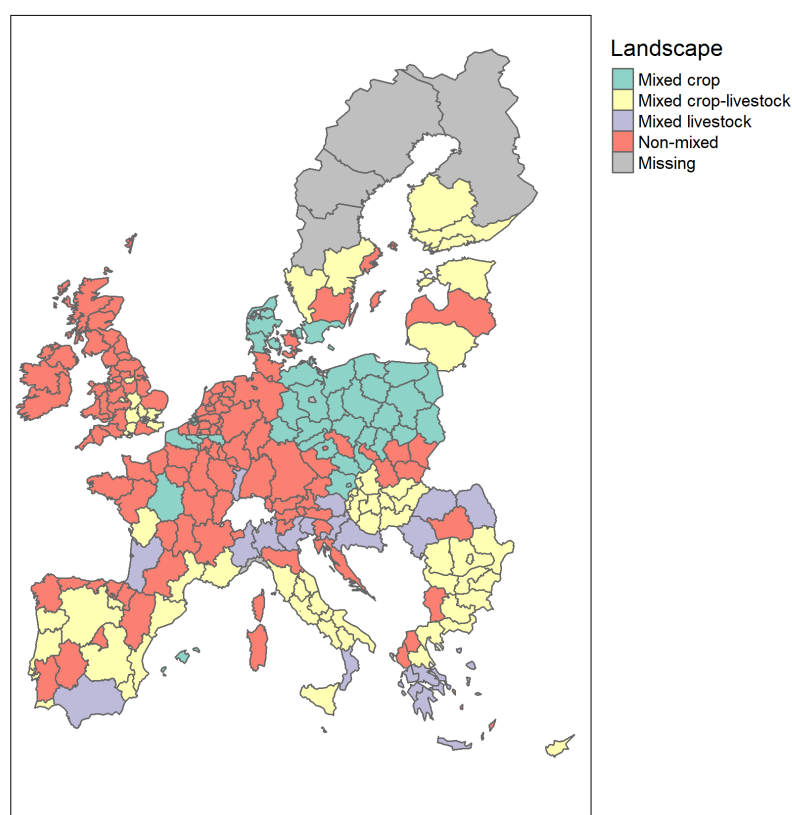 Landscape
Mixed crop
Mixed crop-livestock
Mixed livestock
Non-mixed
Missing